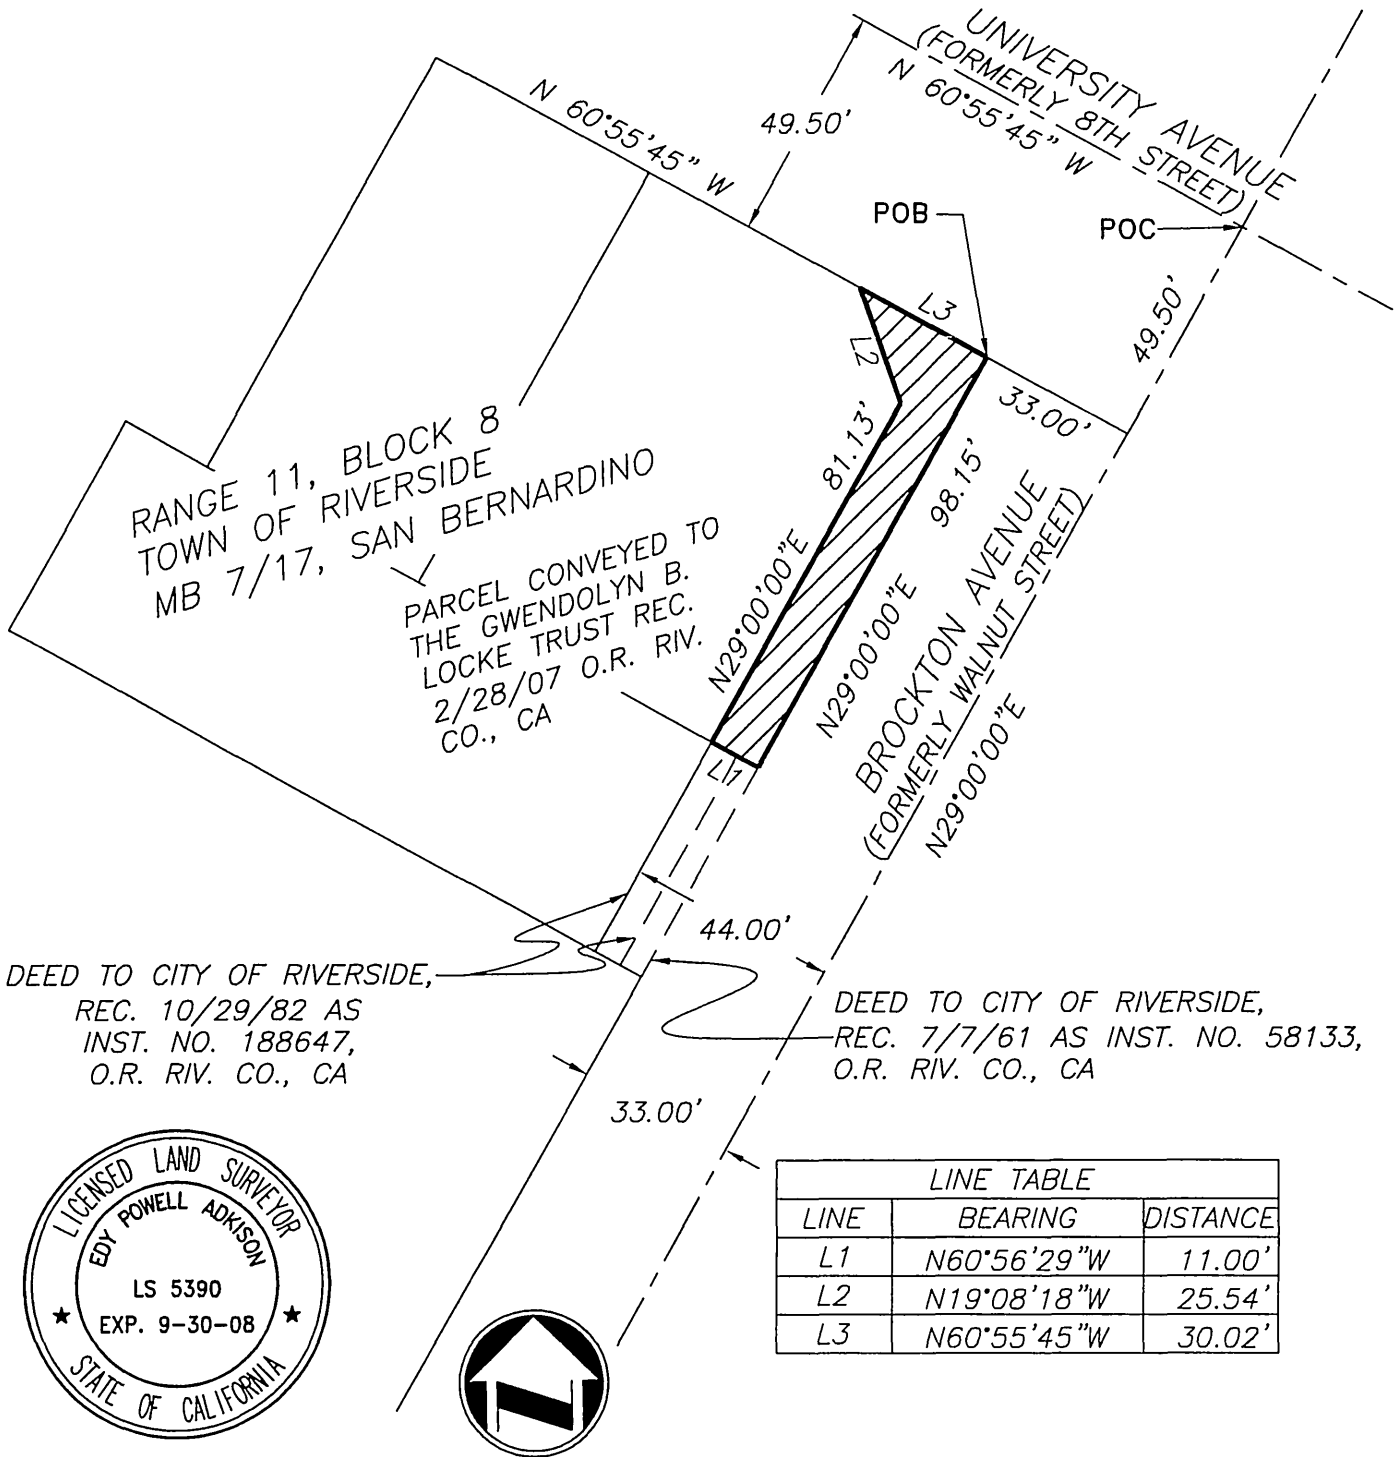 UNIVERSITY AVENUE
(FORMERLY 8TH STREET)
N 60°55'45" W
N 60°55'45" W
49.50'
POB
POC
L3
L2
49.50'
33.00'
81.13'
98.15'
RANGE 11, BLOCK 8
TOWN OF RIVERSIDE
MB 7/17, SAN BERNARDINO
PARCEL CONVEYED TO
THE GWENDOLYN B.
LOCKE TRUST REC.
2/28/07 O.R. RIV.
CO., CA
N29°00'00"E
N29°00'00"E
BROCKTON AVENUE
(FORMERLY WALNUT STREET)
N29°00'00"E
L1
44.00'
DEED TO CITY OF RIVERSIDE,
REC. 10/29/82 AS
INST. NO. 188647,
O.R. RIV. CO., CA
DEED TO CITY OF RIVERSIDE,
REC. 7/7/61 AS INST. NO. 58133,
O.R. RIV. CO., CA
33.00'
LICENSED LAND SURVEYOR
EDY POWELL ADKISON
LS 5390
EXP. 9-30-08
★ ★
STATE OF CALIFORNIA
LINE TABLE
LINE BEARING DISTANCE
L1 N60°56'29"W 11.00'
L2 N19°08'18"W 25.54'
L3 N60°55'45"W 30.02'